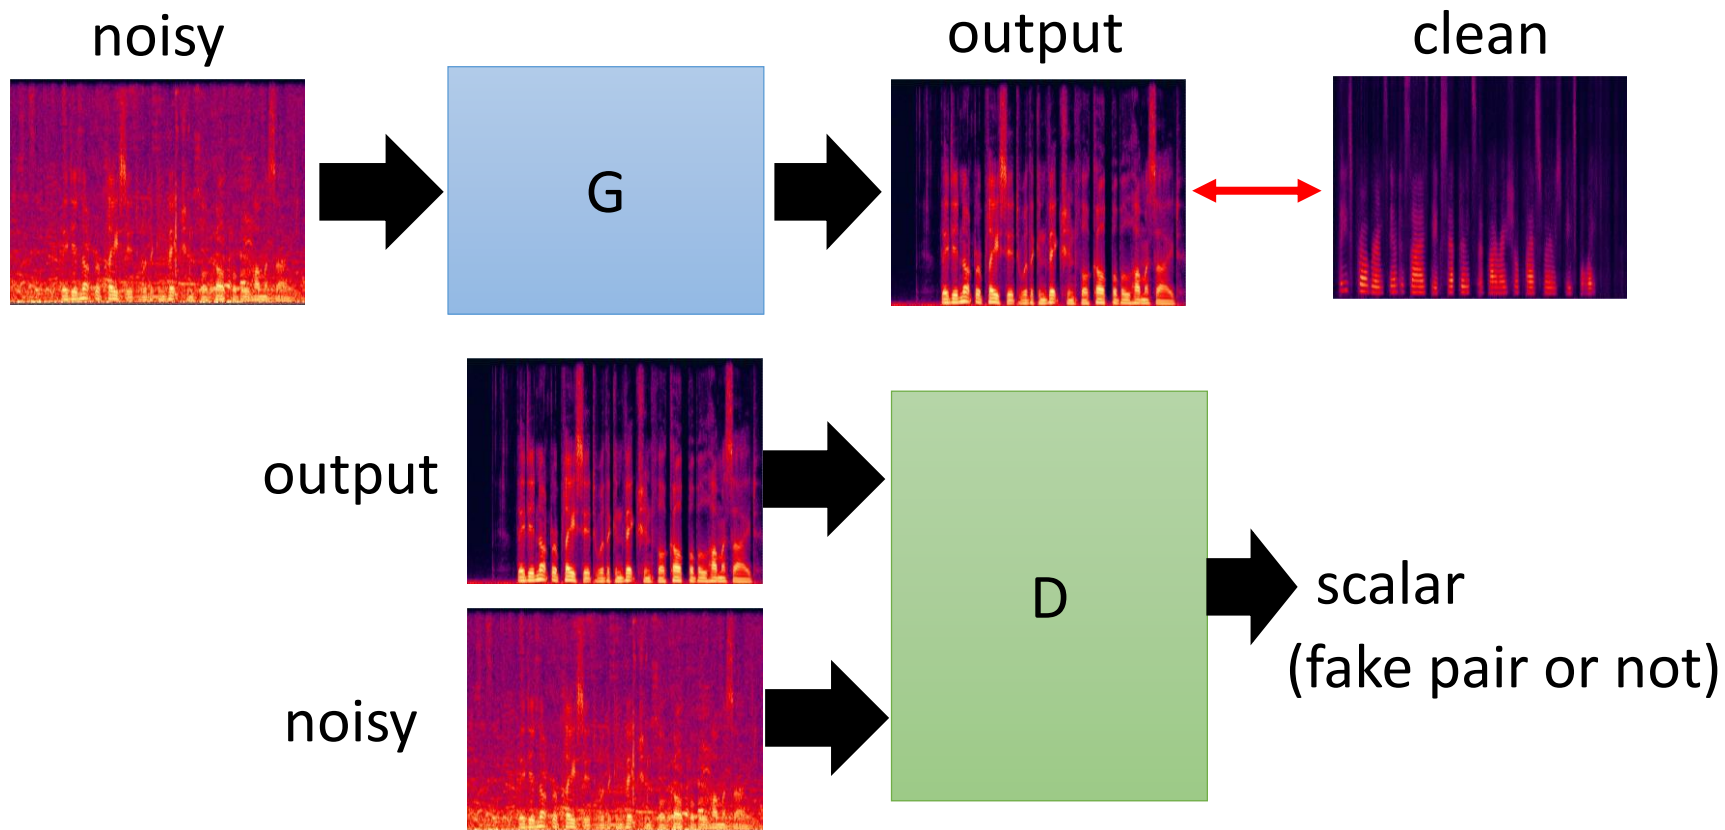 noisy
output
clean
G
output
D
scalar
(fake pair or not)
noisy